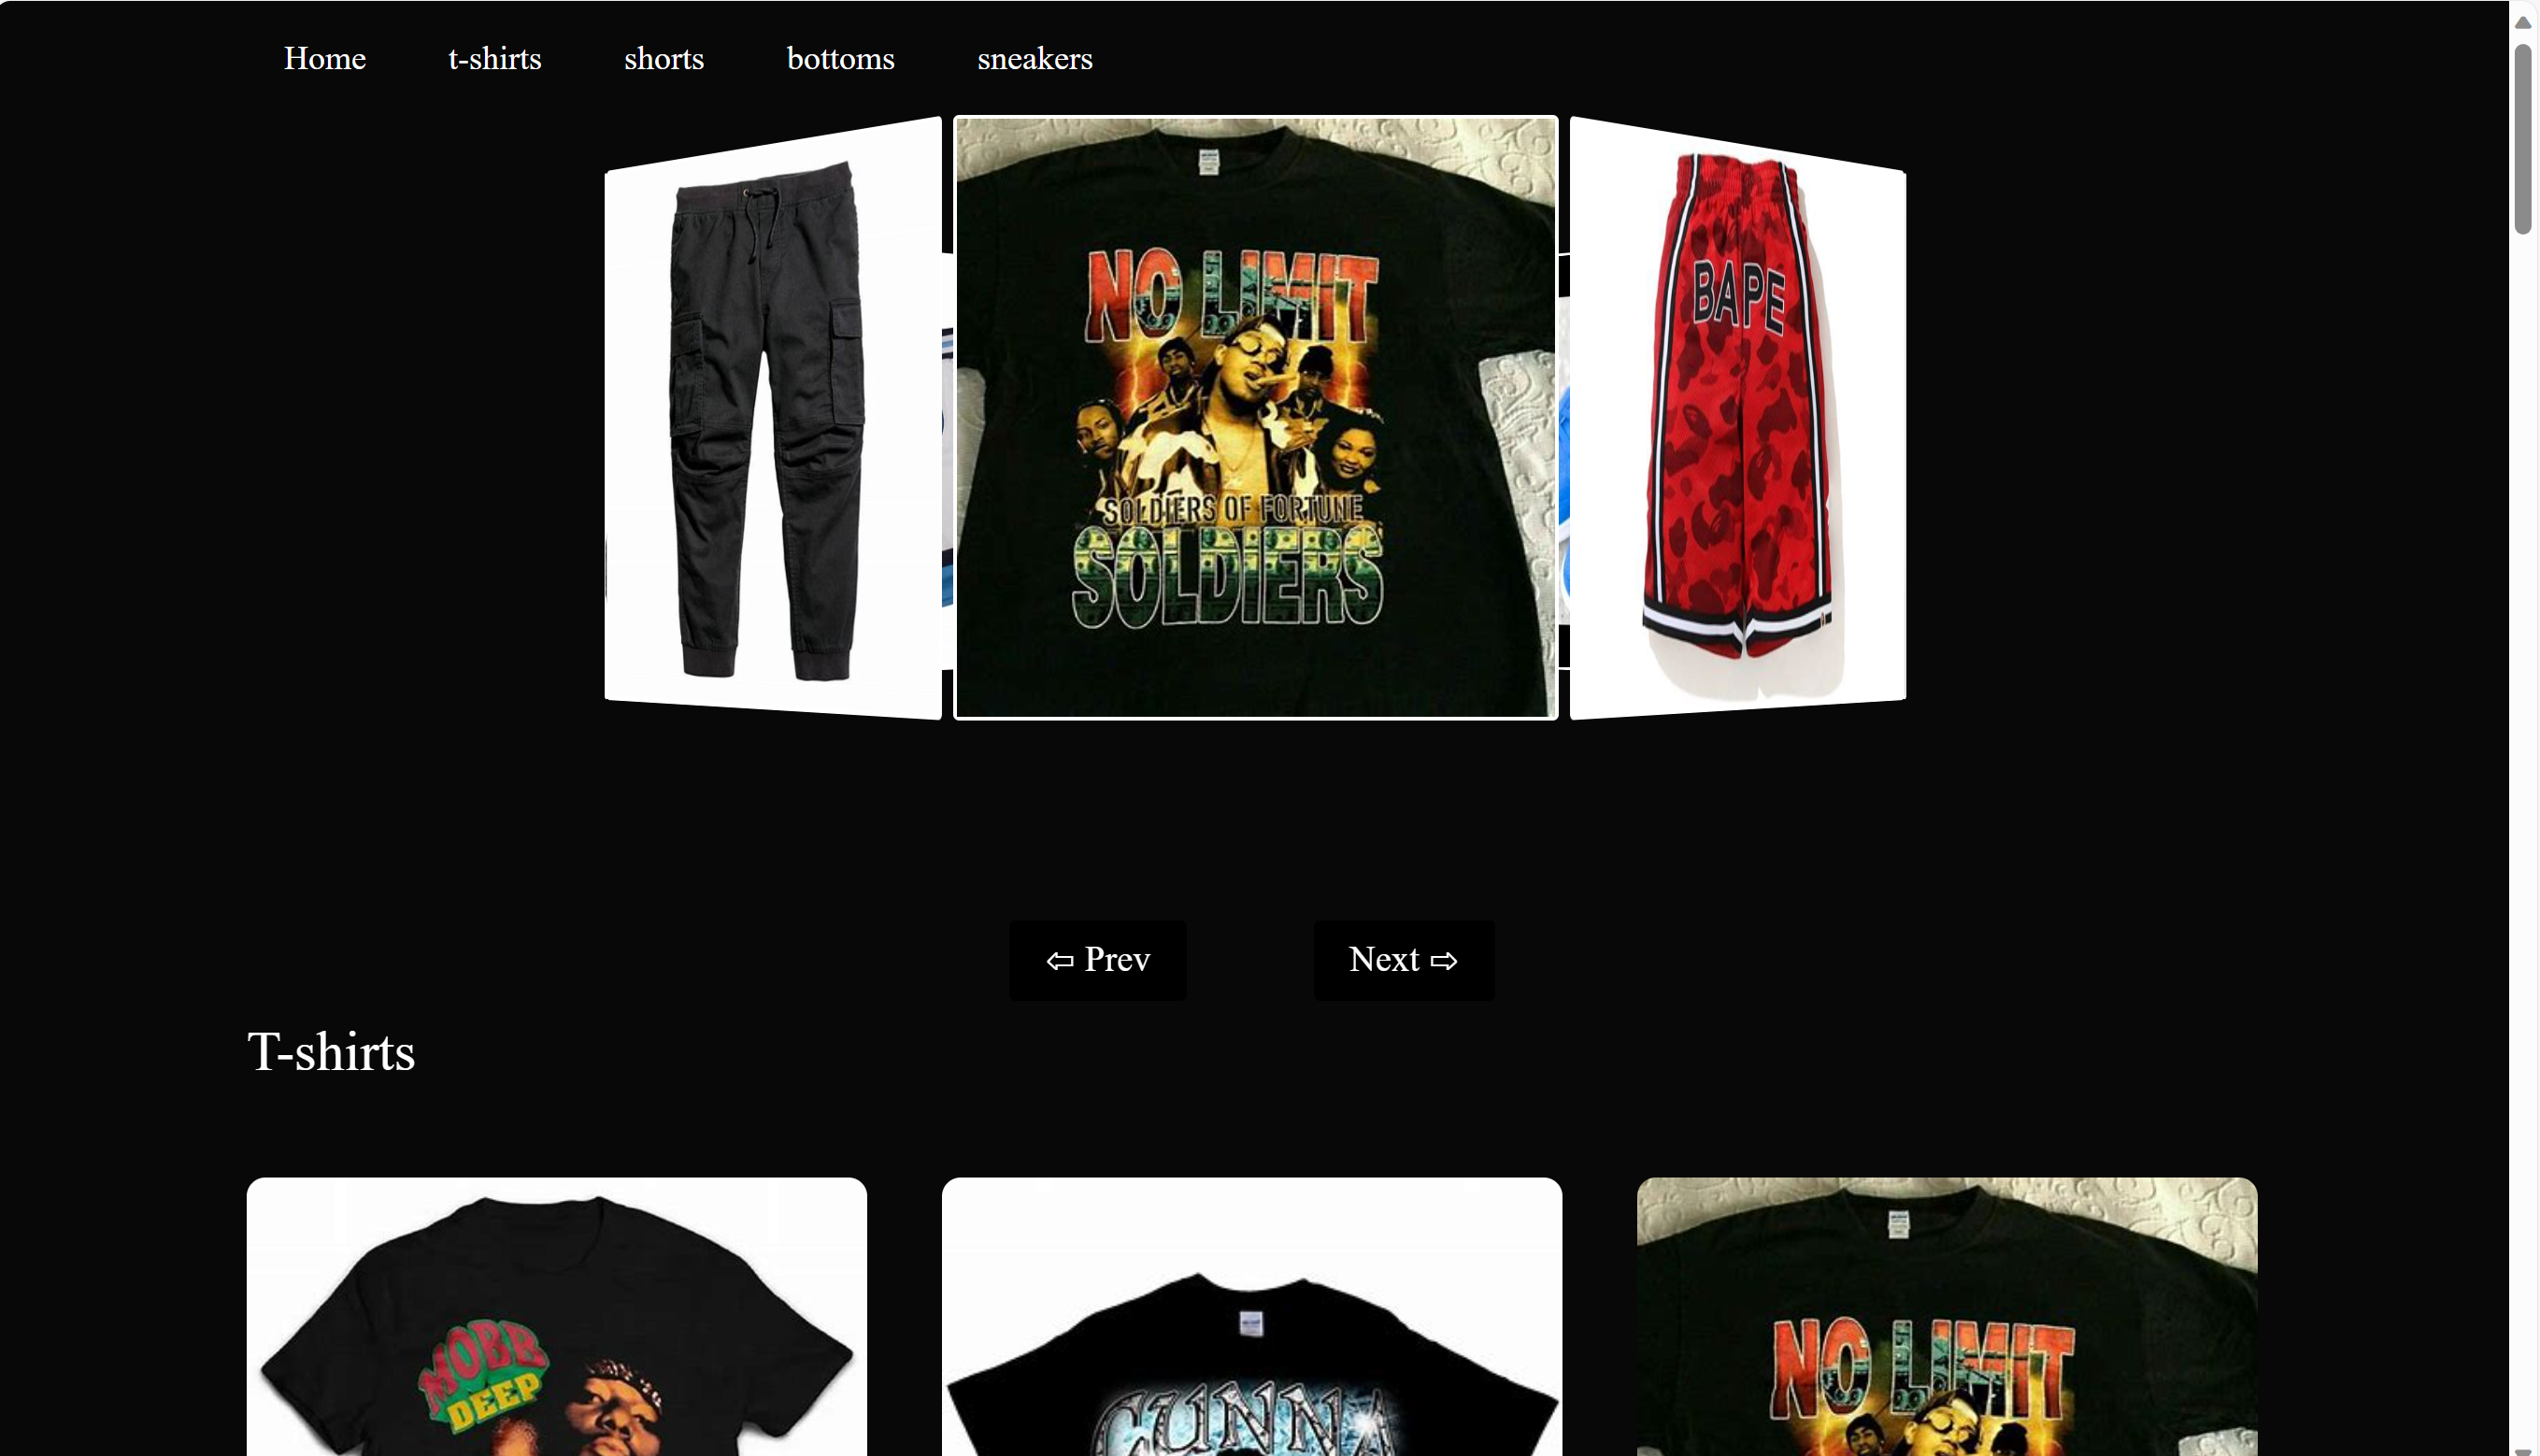 Home t-shirts shorts bottoms sneakers
NO LIMIT
SOLDIERS OF FORTUNE
SOLDIERS
BAPE
⇦ Prev Next ⇨
T-shirts
MOBB
DEEP
GUNNA
NO LIMIT